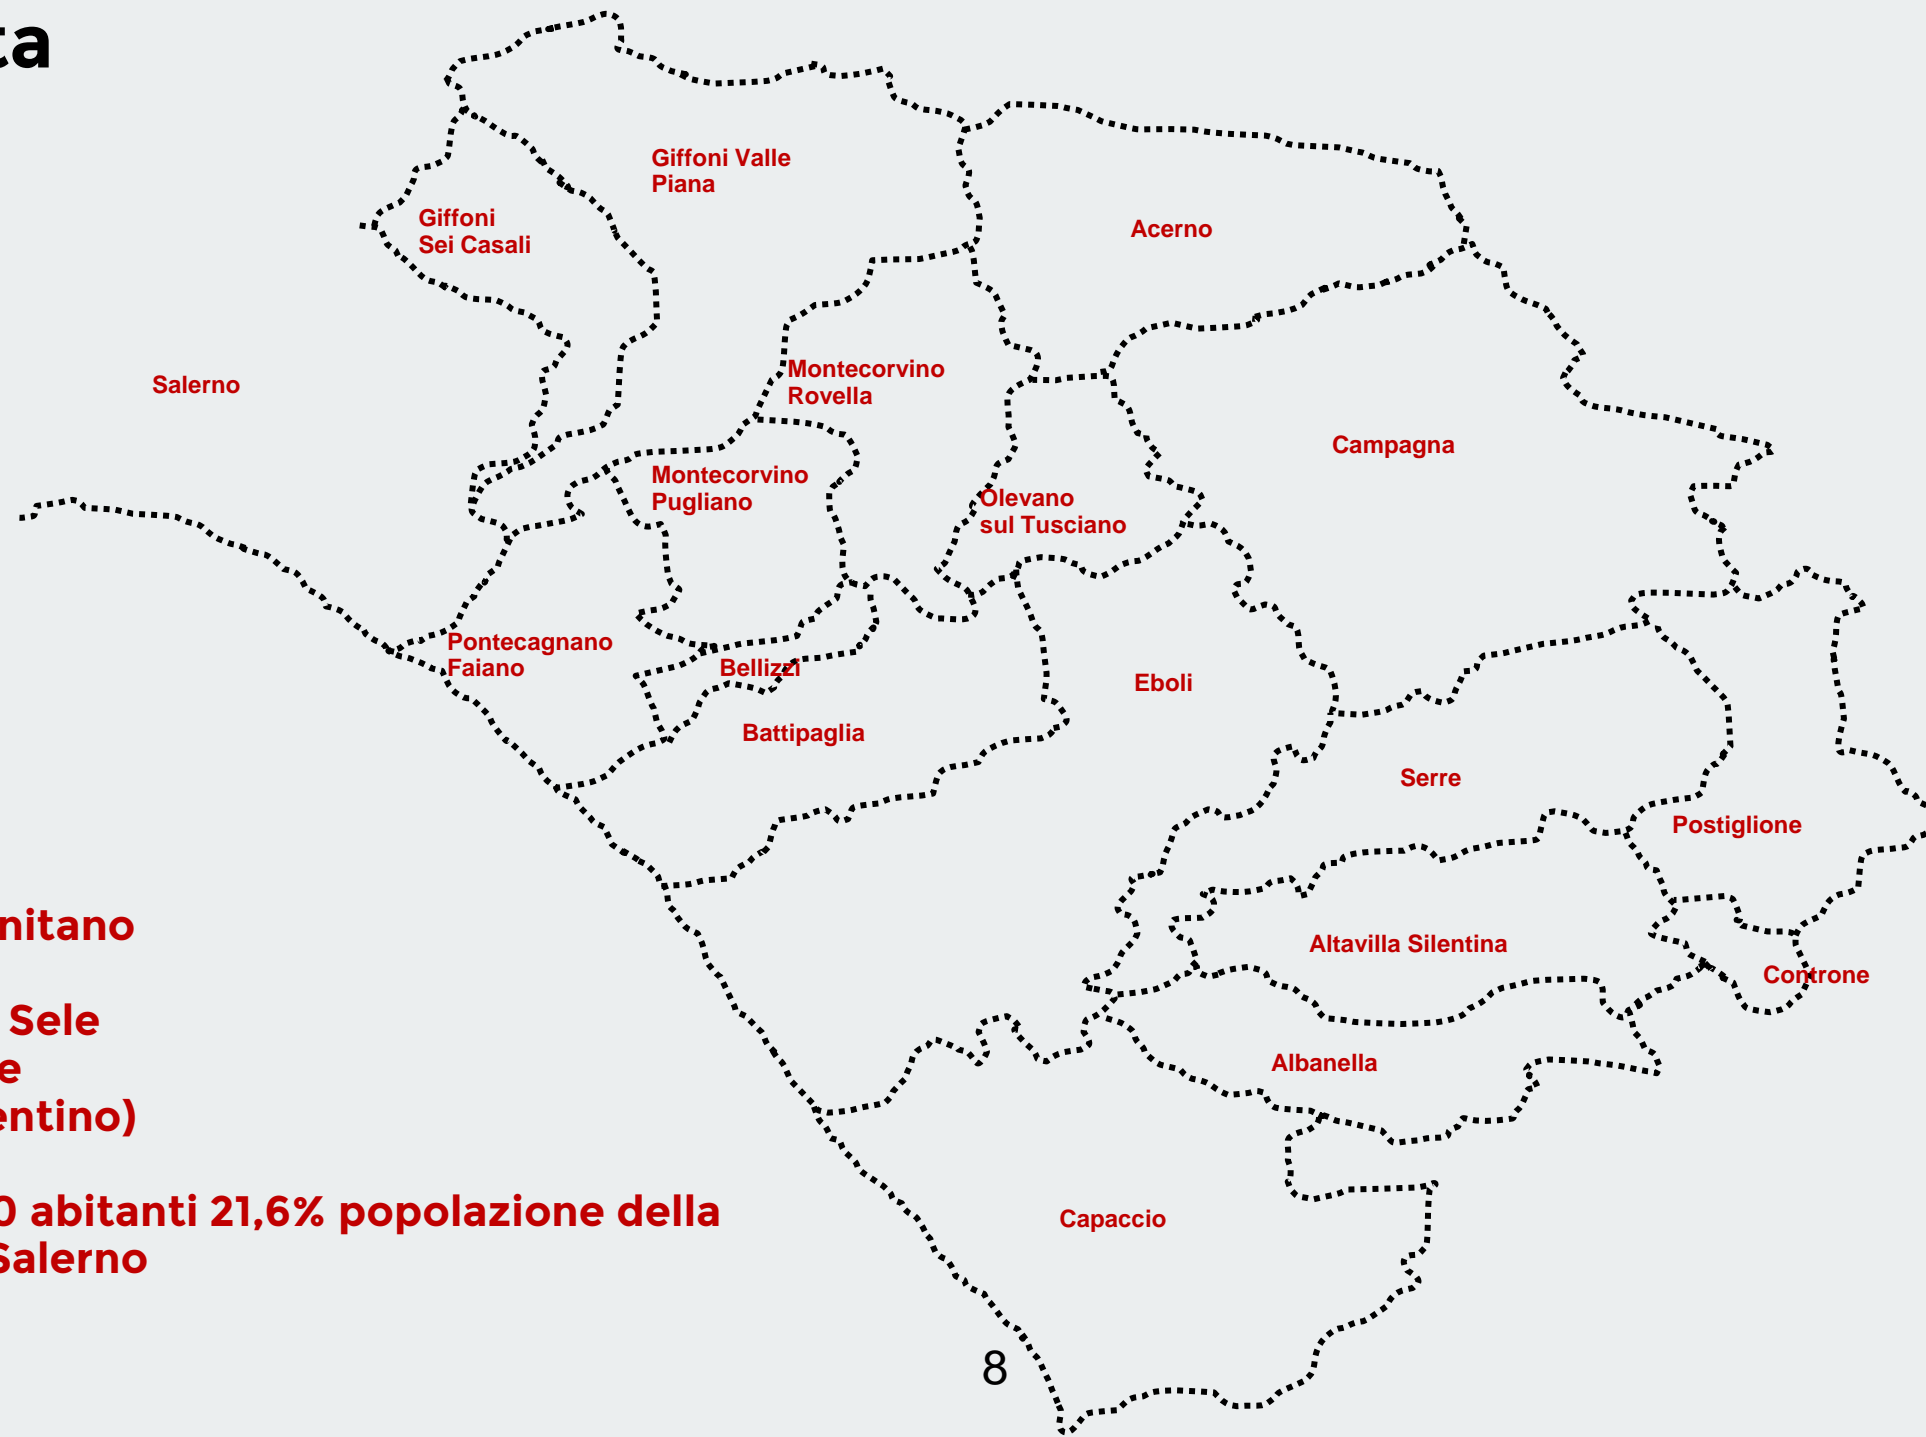 ta
Giffoni Valle
Piana
Giffoni
Sei Casali
Acerno
Salerno
Montecorvino
Rovella
Campagna
Montecorvino
Pugliano
Olevano
sul Tusciano
Pontecagnano
Faiano
Bellizzi
Eboli
Battipaglia
Serre
Postiglione
nitano
Altavilla Silentina
Controne
Sele
e
Albanella
entino)
0 abitanti 21,6% popolazione della
Salerno
Capaccio
8